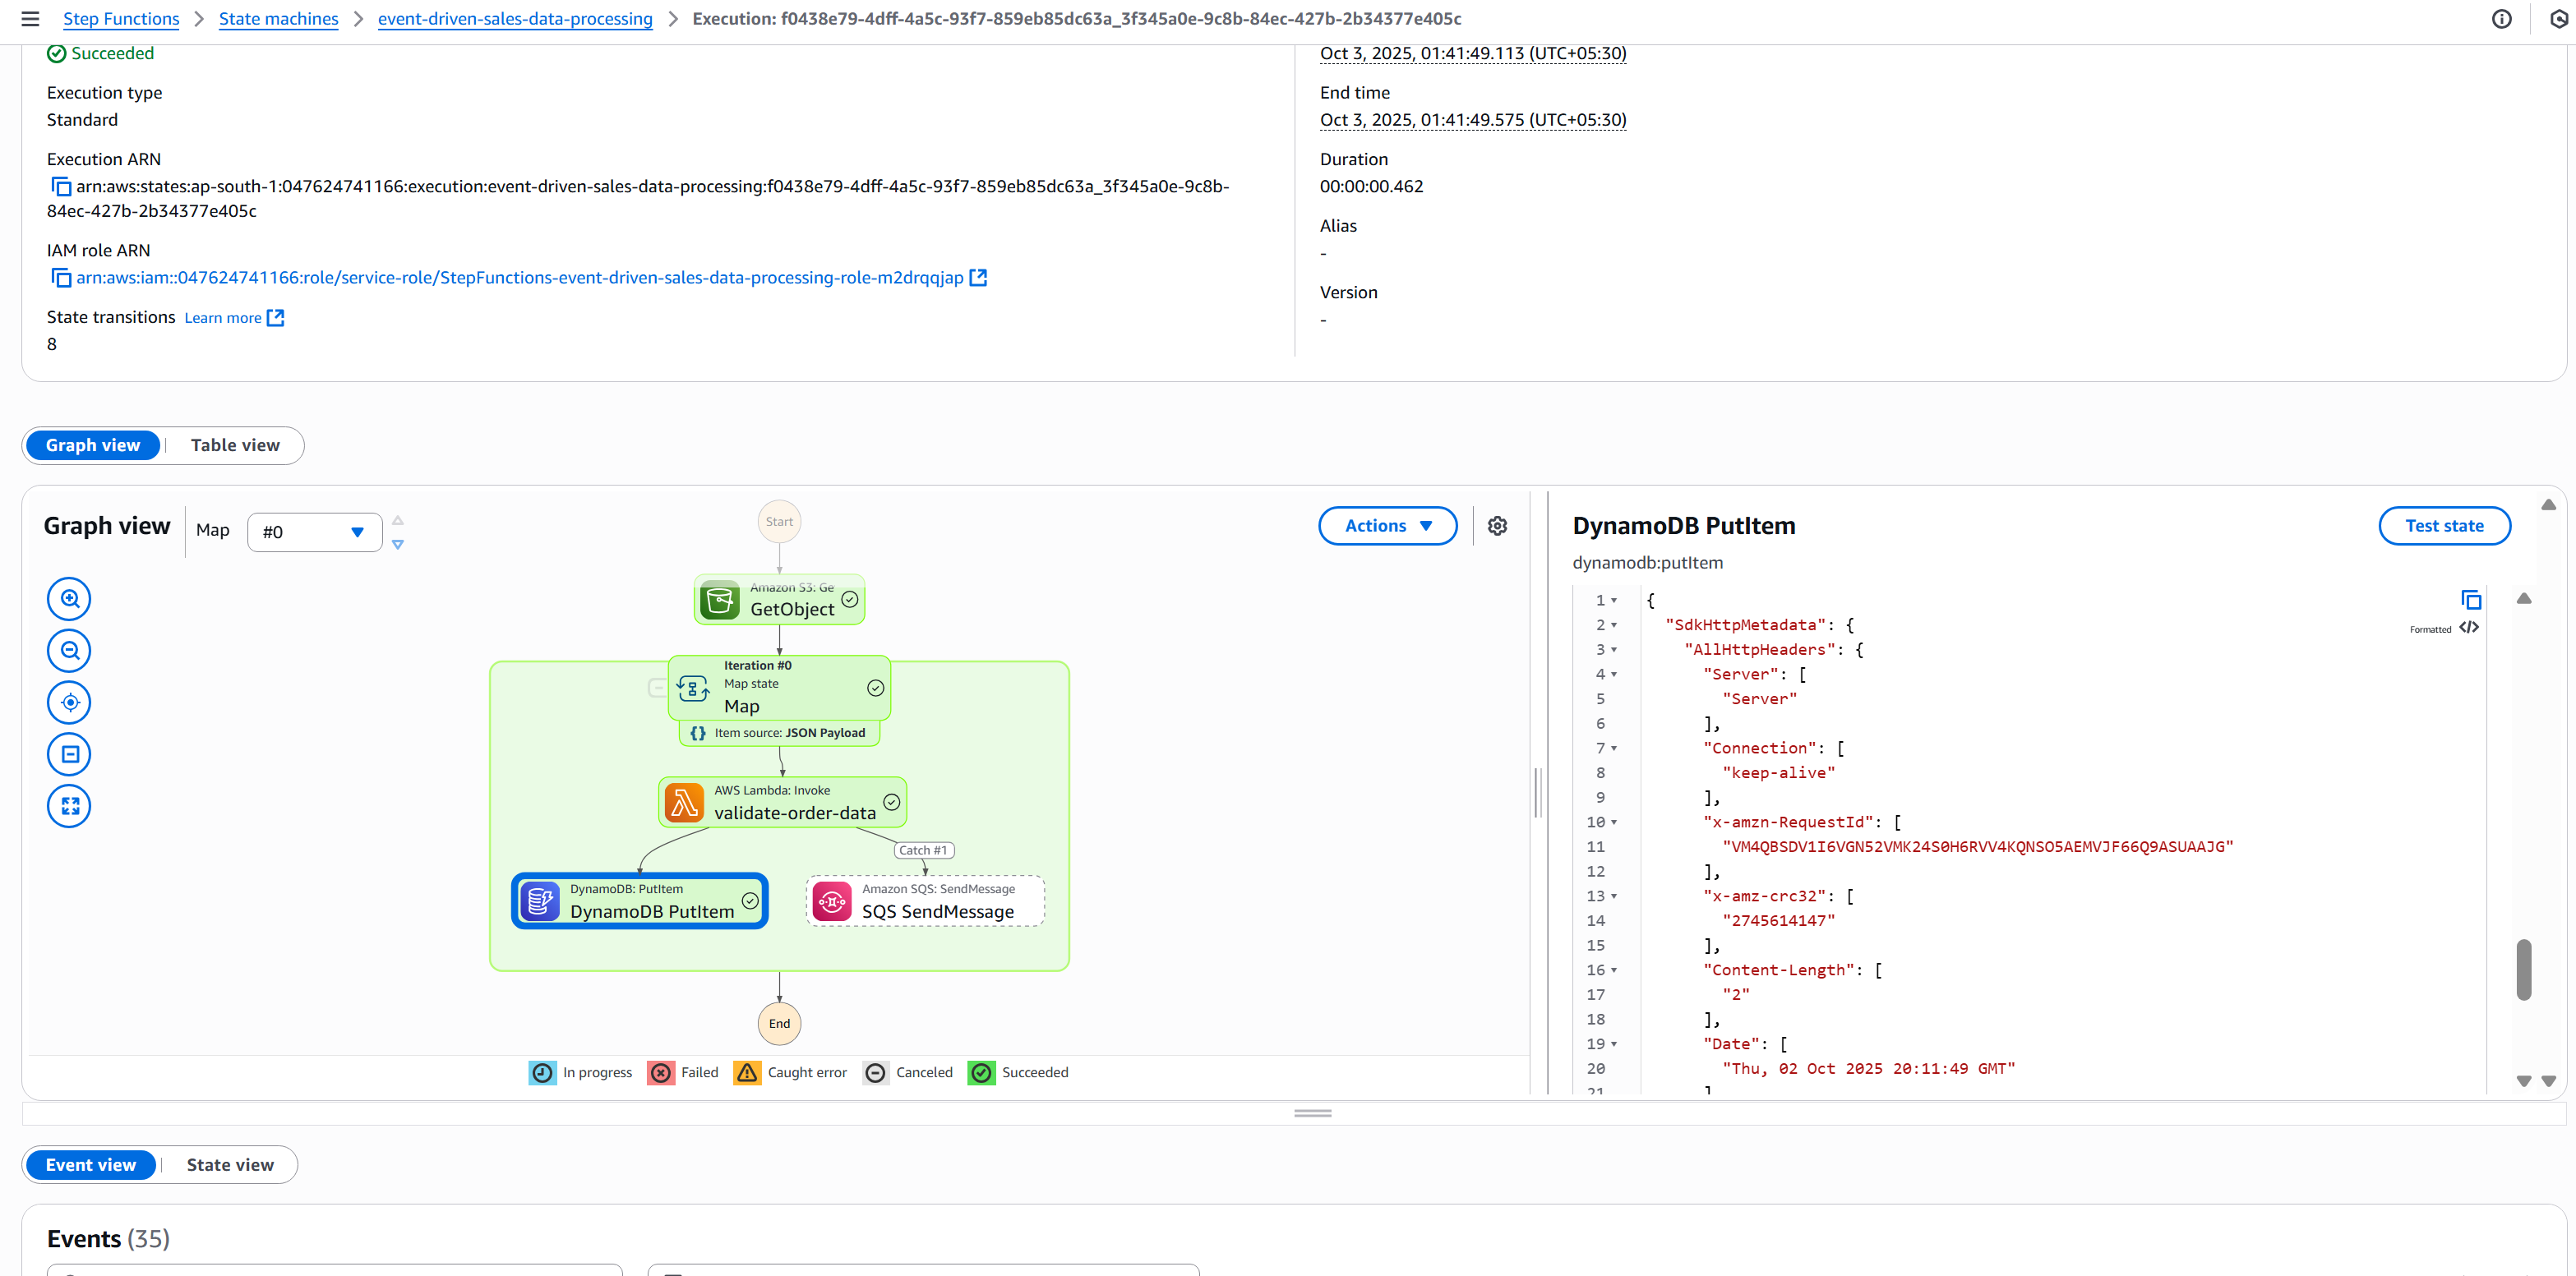 Step Functions > State machines > event-driven-sales-data-processing > Execution: f0438e79-4dff-4a5c-93f7-859eb85dc63a_3f345a0e-9c8b-84ec-427b-2b34377e405c
Succeeded
Execution type
Standard
Execution ARN
arn:aws:states:ap-south-1:047624741166:execution:event-driven-sales-data-processing:f0438e79-4dff-4a5c-93f7-859eb85dc63a_3f345a0e-9c8b-
84ec-427b-2b34377e405c
IAM role ARN
arn:aws:iam::047624741166:role/service-role/StepFunctions-event-driven-sales-data-processing-role-m2drqqjap
State transitions Learn more
8
Oct 3, 2025, 01:41:49.113 (UTC+05:30)
End time
Oct 3, 2025, 01:41:49.575 (UTC+05:30)
Duration
00:00:00.462
Alias
-
Version
-
Graph view
Table view
Graph view
Map
#0
Actions
Start
Amazon S3: Ge
GetObject
Iteration #0
Map state
Map
{} Item source: JSON Payload
AWS Lambda: Invoke
validate-order-data
Catch #1
DynamoDB: PutItem
DynamoDB PutItem
Amazon SQS: SendMessage
SQS SendMessage
End
In progress
Failed
Caught error
Canceled
Succeeded
DynamoDB PutItem
Test state
dynamodb:putItem
Formatted
1 {
2 "SdkHttpMetadata": {
3 "AllHttpHeaders": {
4 "Server": [
5 "Server"
6 ],
7 "Connection": [
8 "keep-alive"
9 ],
10 "x-amzn-RequestId": [
11 "VM4QBSDV1I6VGN52VMK24S0H6RVV4KQNSO5AEMVJF66Q9ASUAAJG"
12 ],
13 "x-amz-crc32": [
14 "2745614147"
15 ],
16 "Content-Length": [
17 "2"
18 ],
19 "Date": [
20 "Thu, 02 Oct 2025 20:11:49 GMT"
21 ]
Event view
State view
Events (35)